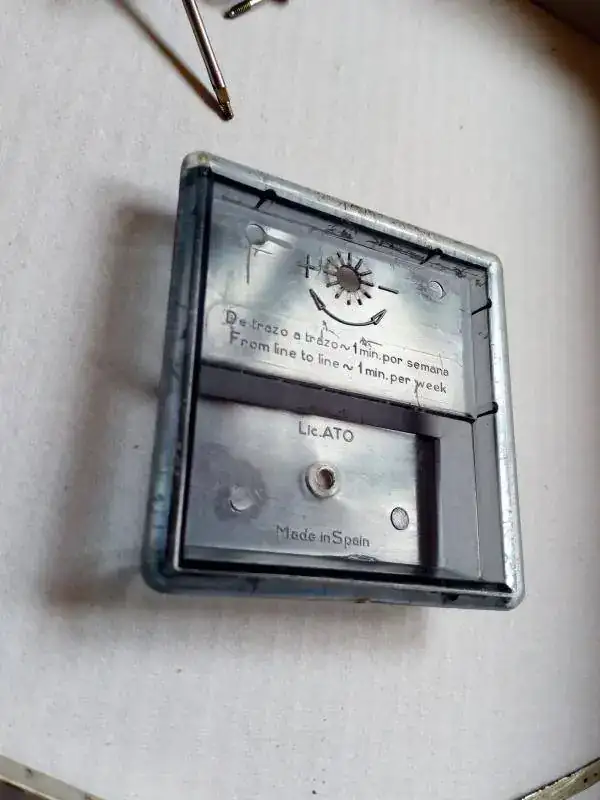 + -
De trazo a trazo ~ 1 min. por semana
From line to line ~ 1 min. per week
Lic. ATO
Made in Spain